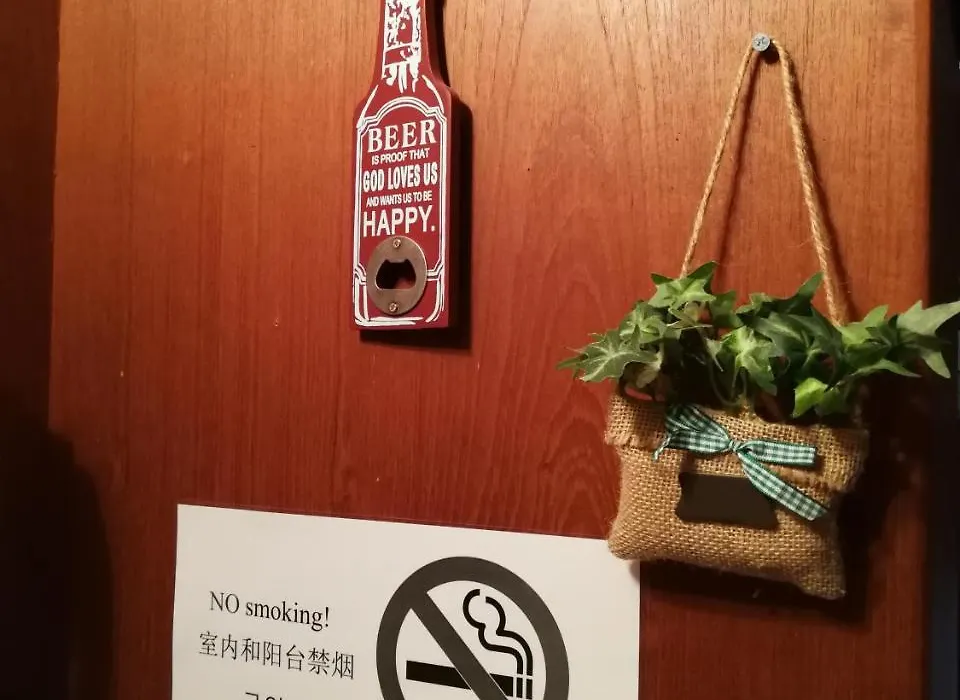 BEER
IS PROOF THAT
GOD LOVES US
AND WANTS US TO BE
HAPPY.
NO smoking!
室内和阳台禁烟